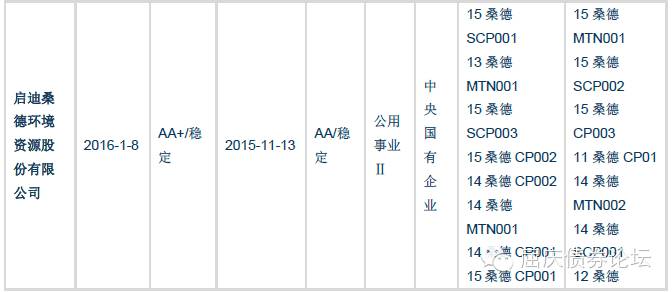 启迪桑
德环境
资源股
份有限
公司
2016-1-8
AA+/稳
定
2015-11-13
AA/稳
定
公用
事业
II
中
央
国
有
企
业
15 桑德
SCP001
13 桑德
MTN001
15 桑德
SCP003
15 桑德 CP002
14 桑德 CP002
14 桑德
MTN001
14 桑德 CP001
15 桑德 CP001
15 桑德
MTN001
15 桑德
SCP002
15 桑德
CP003
11 桑德 CP01
14 桑德
MTN002
14 桑德
SCP001
12 桑德
屈庆债券论坛